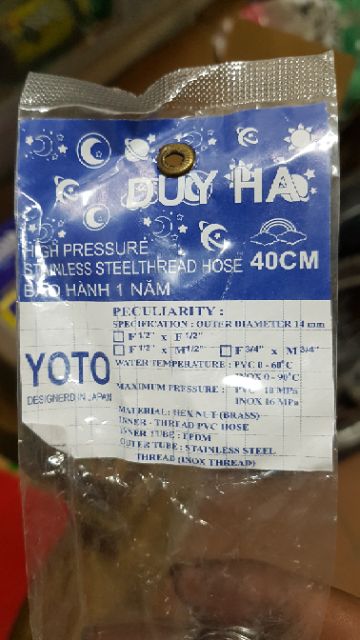 DUY HA
HIGH PRESSURE
STAINLESS STEELTHREAD HOSE 40CM
BẢO HÀNH 1 NĂM
PECULIARITY :
SPECIFICATION : OUTER DIAMETER 14 mm
F 1/2" x F 1/2"
F 1/2" x M 1/2" F 3/4" x M 3/4"
YOTO
DESIGNERD IN JAPAN
WATER TEMPERATURE : PVC 0 - 60°C
INOX 0 - 90°C
MAXIMUM PRESSURE : PVC 10 MPa
INOX 16 MPa
MATERIAL: HEX NUT (BRASS)
INNER - THREAD PVC HOSE
INNER TUBE : EPDM
OUTER TUBE : STAINLESS STEEL
THREAD (INOX THREAD)